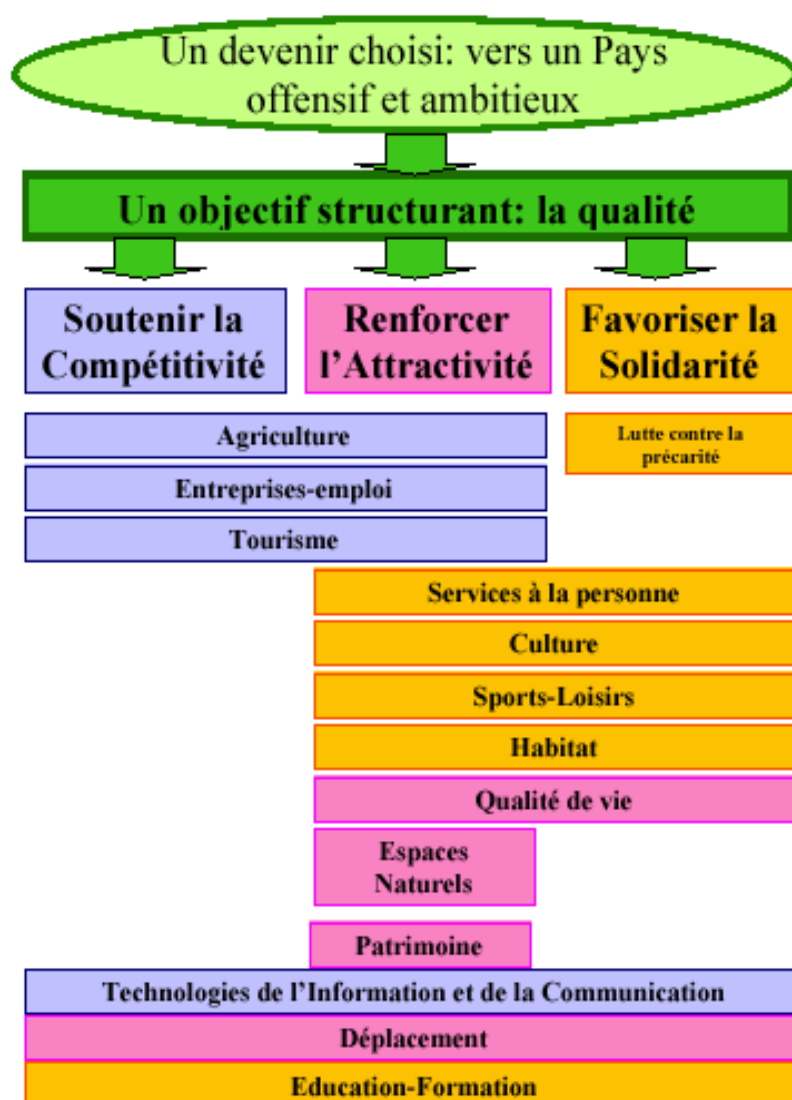 Un devenir choisi: vers un Pays
offensif et ambitieux
Un objectif structurant: la qualité
Soutenir la
Compétitivité
Renforcer
l’Attractivité
Favoriser la
Solidarité
Agriculture
Lutte contre la
précarité
Entreprises-emploi
Tourisme
Services à la personne
Culture
Sports-Loisirs
Habitat
Qualité de vie
Espaces
Naturels
Patrimoine
Technologies de l’Information et de la Communication
Déplacement
Education-Formation